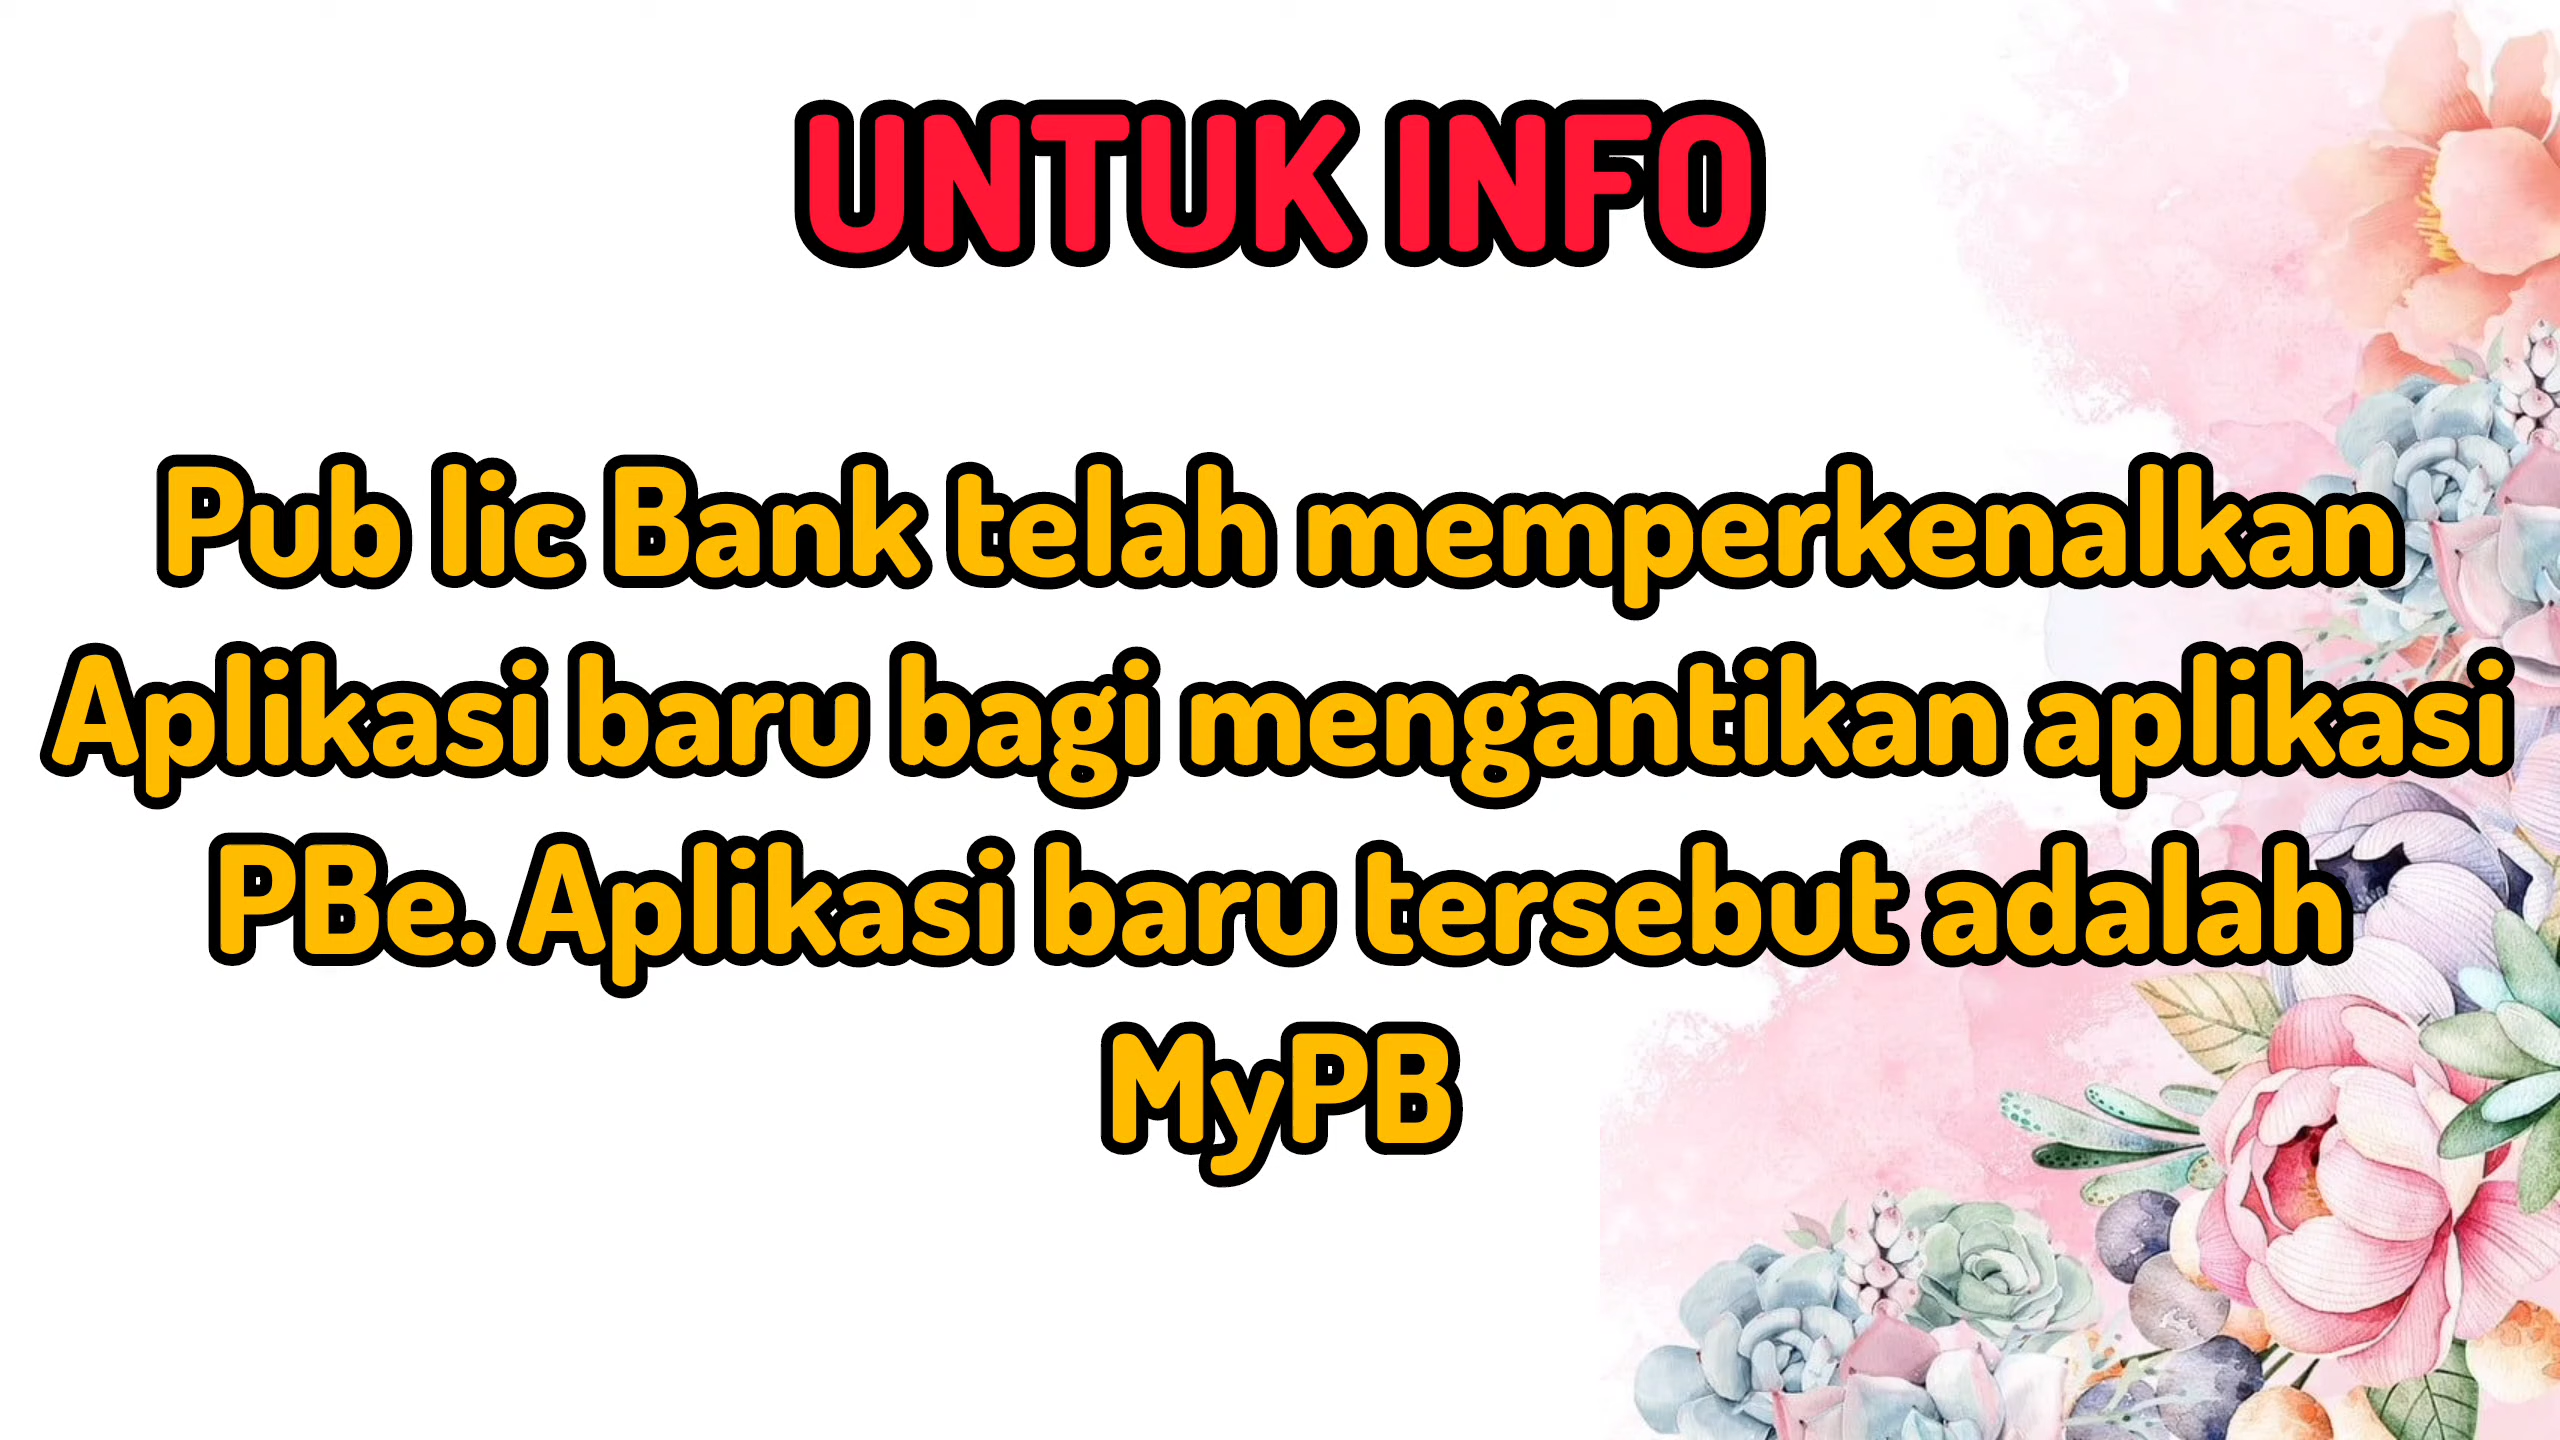 UNTUK INFO
Pub lic Bank telah memperkenalkan
Aplikasi baru bagi mengantikan aplikasi
PBe. Aplikasi baru tersebut adalah
MyPB